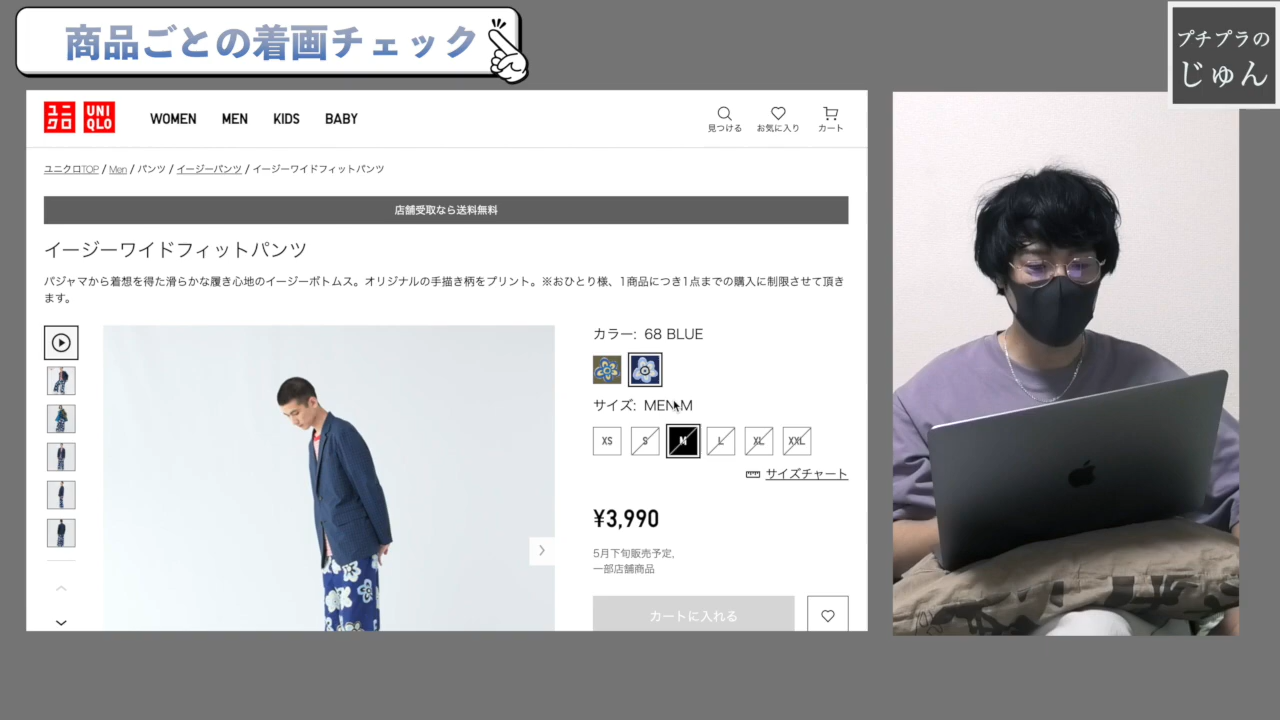 商品ごとの着画チェック
プチプラの
じゅん
ユニクロ
UNIQLO
WOMEN MEN KIDS BABY
見つける お気に入り カート
ユニクロTOP / Men / パンツ / イージーパンツ / イージーワイドフィットパンツ
店舗受取なら送料無料
イージーワイドフィットパンツ
パジャマから着想を得た滑らかな履き心地のイージーボトムス。オリジナルの手描き柄をプリント。※おひとり様、1商品につき1点までの購入に制限させて頂き
ます。
カラー: 68 BLUE
サイズ: MEN M
XS S M L XL XXL
サイズチャート
¥3,990
5月下旬販売予定,
一部店舗商品
カートに入れる